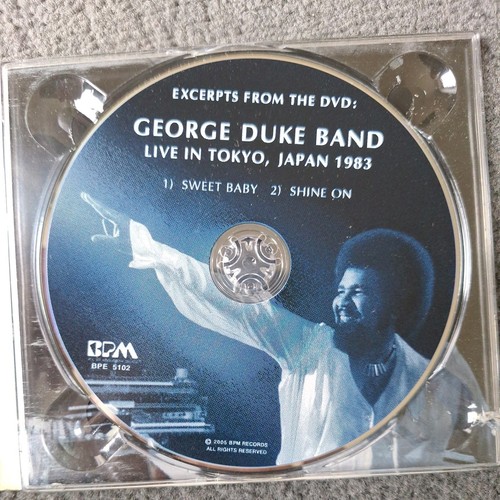 EXCERPTS FROM THE DVD:
GEORGE DUKE BAND
LIVE IN TOKYO, JAPAN 1983
1) SWEET BABY 2) SHINE ON
BPM
BPE 5102
© 2005 BPM RECORDS
ALL RIGHTS RESERVED